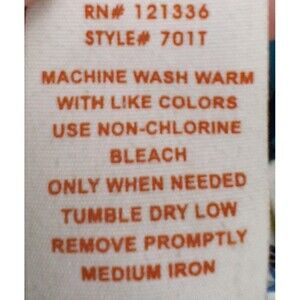 RN# 121336
STYLE# 701T
MACHINE WASH WARM
WITH LIKE COLORS
USE NON-CHLORINE
BLEACH
ONLY WHEN NEEDED
TUMBLE DRY LOW
REMOVE PROMPTLY
MEDIUM IRON